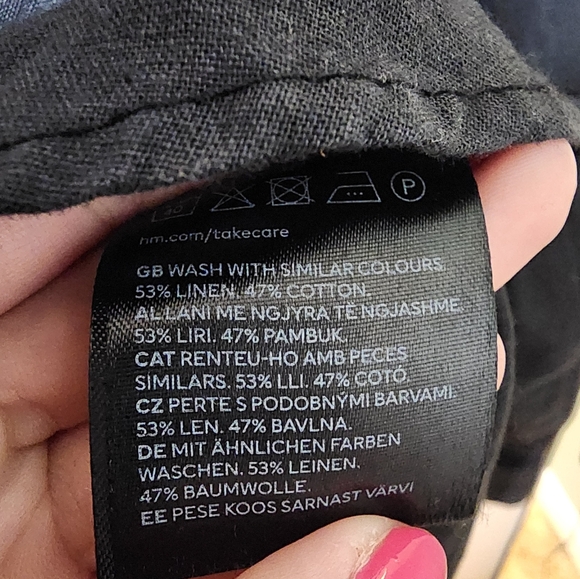 40
P
hm.com/takecare
GB WASH WITH SIMILAR COLOURS.
53% LINEN. 47% COTTON.
AL LANI ME NGJYRA TË NGJASHME.
53% LIRI. 47% PAMBUK.
CAT RENTEU-HO AMB PECES
SIMILARS. 53% LLI. 47% COTÓ
CZ PERTE S PODOBNÝMI BARVAMI.
53% LEN. 47% BAVLNA.
DE MIT ÄHNLICHEN FARBEN
WASCHEN. 53% LEINEN.
47% BAUMWOLLE.
EE PESE KOOS SARNAST VÄRVI